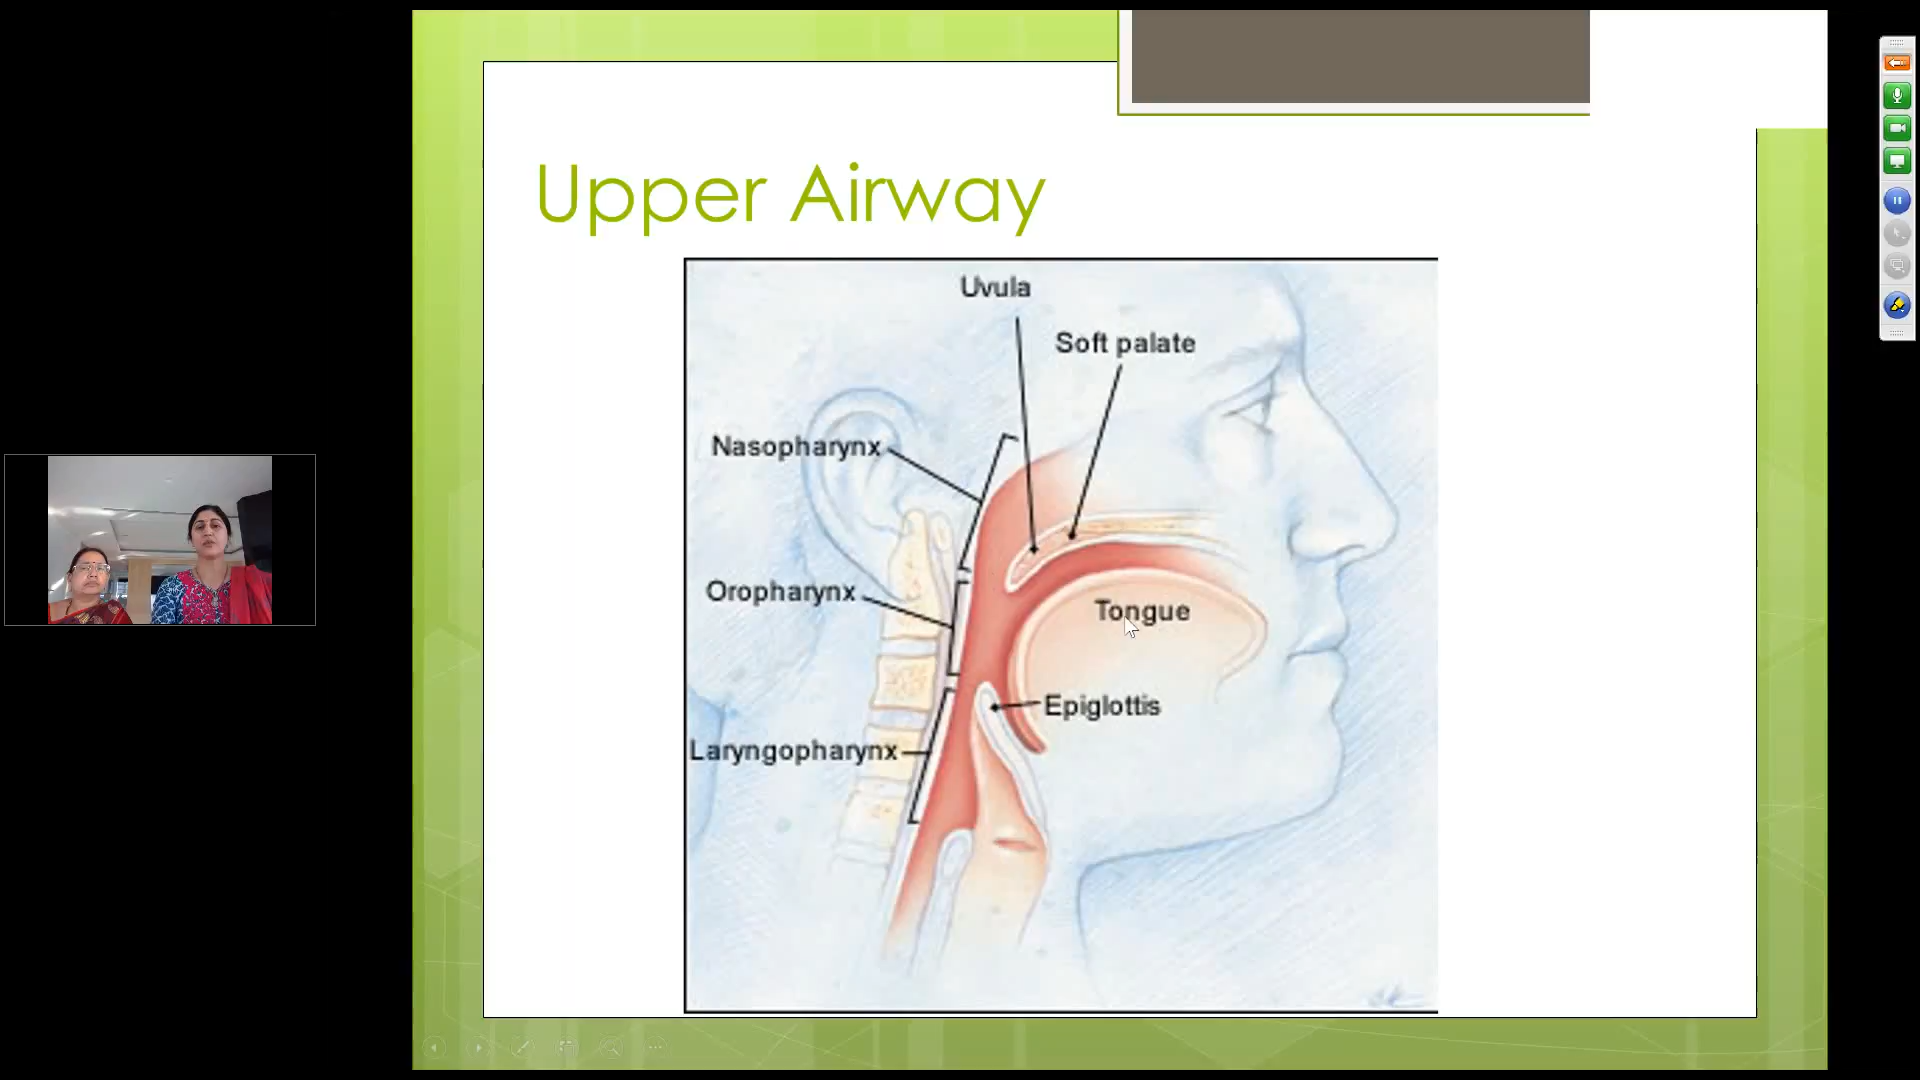 Upper Airway
Uvula
Soft palate
Nasopharynx
Oropharynx
Tongue
Epiglottis
Laryngopharynx